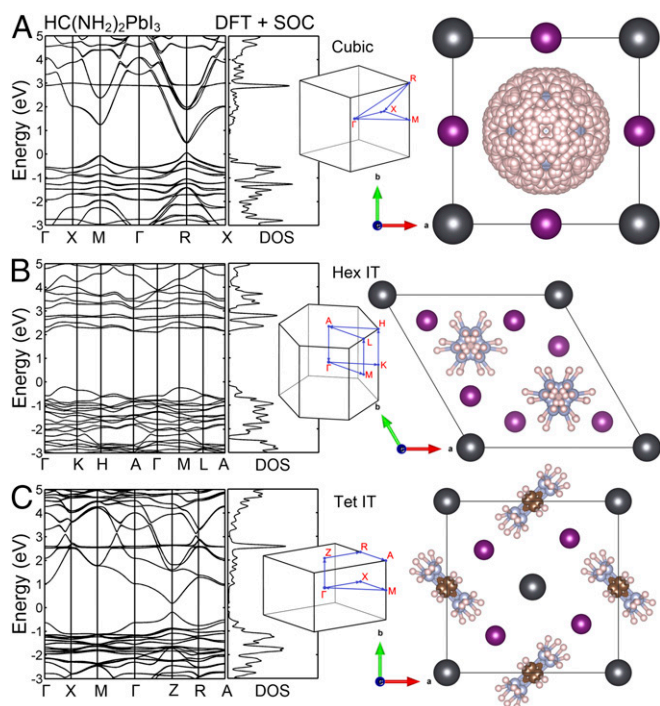 A
HC(NH₂)₂PbI₃ DFT + SOC
Cubic
Energy (eV)
5
4
3
2
1
0
-1
-2
-3
Γ X M Γ R X DOS
R
X
Γ
M
b
a
B
Hex IT
Energy (eV)
5
4
3
2
1
0
-1
-2
-3
Γ K H A Γ M L A DOS
A
H
L
Γ
K
M
b
a
C
Tet IT
Energy (eV)
5
4
3
2
1
0
-1
-2
-3
Γ X M Γ Z R A DOS
R
Z
A
X
Γ
M
b
a